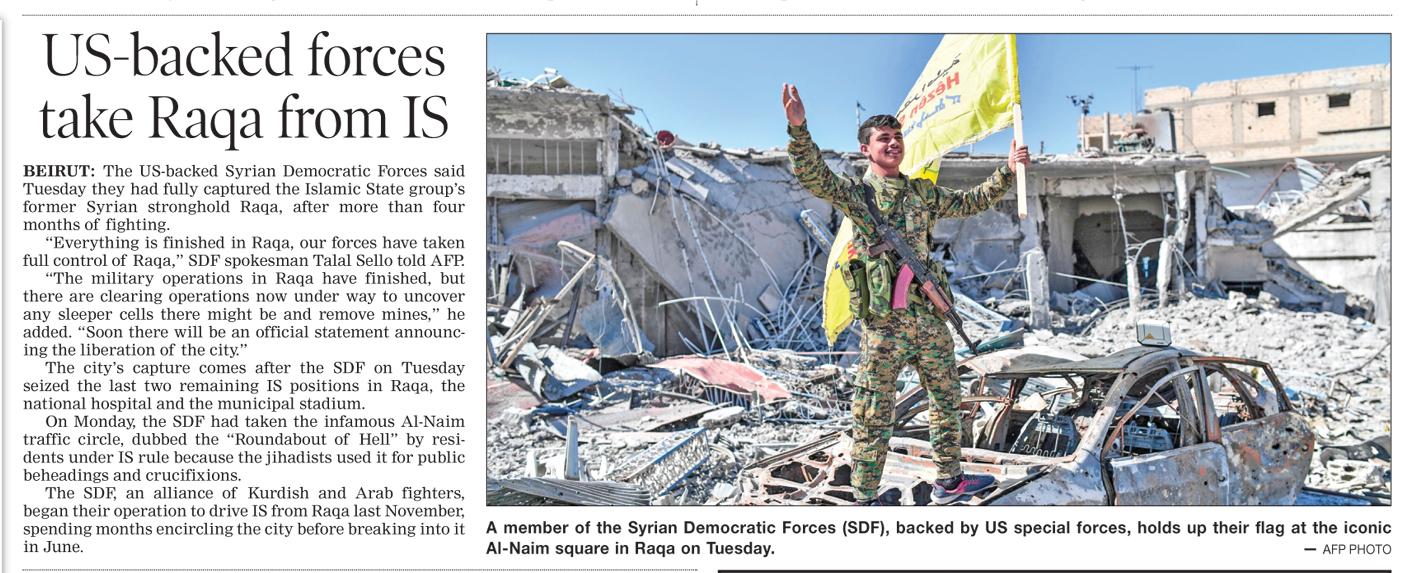 US-backed forces
take Raqa from IS
BEIRUT: The US-backed Syrian Democratic Forces said
Tuesday they had fully captured the Islamic State group's
former Syrian stronghold Raqa, after more than four
months of fighting.
“Everything is finished in Raqa, our forces have taken
full control of Raqa,” SDF spokesman Talal Sello told AFP.
“The military operations in Raqa have finished, but
there are clearing operations now under way to uncover
any sleeper cells there might be and remove mines,” he
added. “Soon there will be an official statement announc-
ing the liberation of the city.”
The city's capture comes after the SDF on Tuesday
seized the last two remaining IS positions in Raqa, the
national hospital and the municipal stadium.
On Monday, the SDF had taken the infamous Al-Naim
traffic circle, dubbed the “Roundabout of Hell” by resi-
dents under IS rule because the jihadists used it for public
beheadings and crucifixions.
The SDF, an alliance of Kurdish and Arab fighters,
began their operation to drive IS from Raqa last November,
spending months encircling the city before breaking into it
in June.
Hêzên
A member of the Syrian Democratic Forces (SDF), backed by US special forces, holds up their flag at the iconic
Al-Naim square in Raqa on Tuesday.
— AFP PHOTO